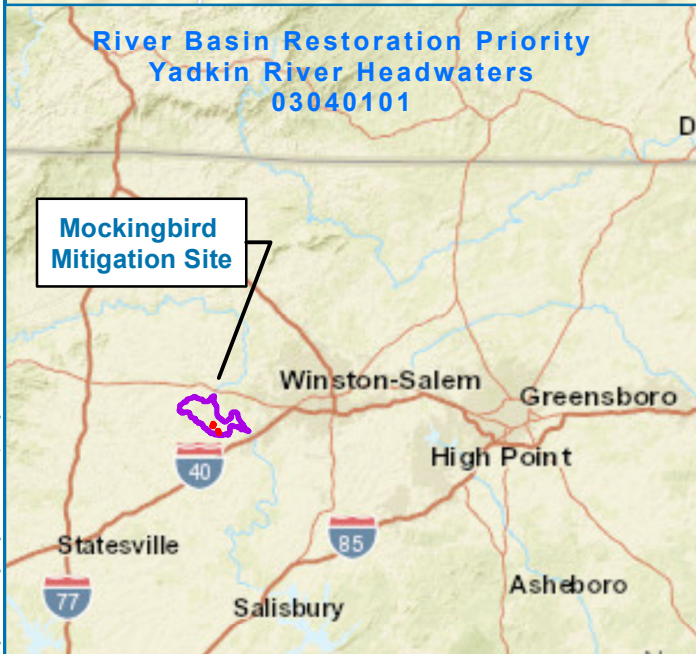 River Basin Restoration Priority
Yadkin River Headwaters
03040101
D
Mockingbird
Mitigation Site
Winston-Salem
Greensboro
High Point
40
85
Statesville
Asheboro
77
Salisbury